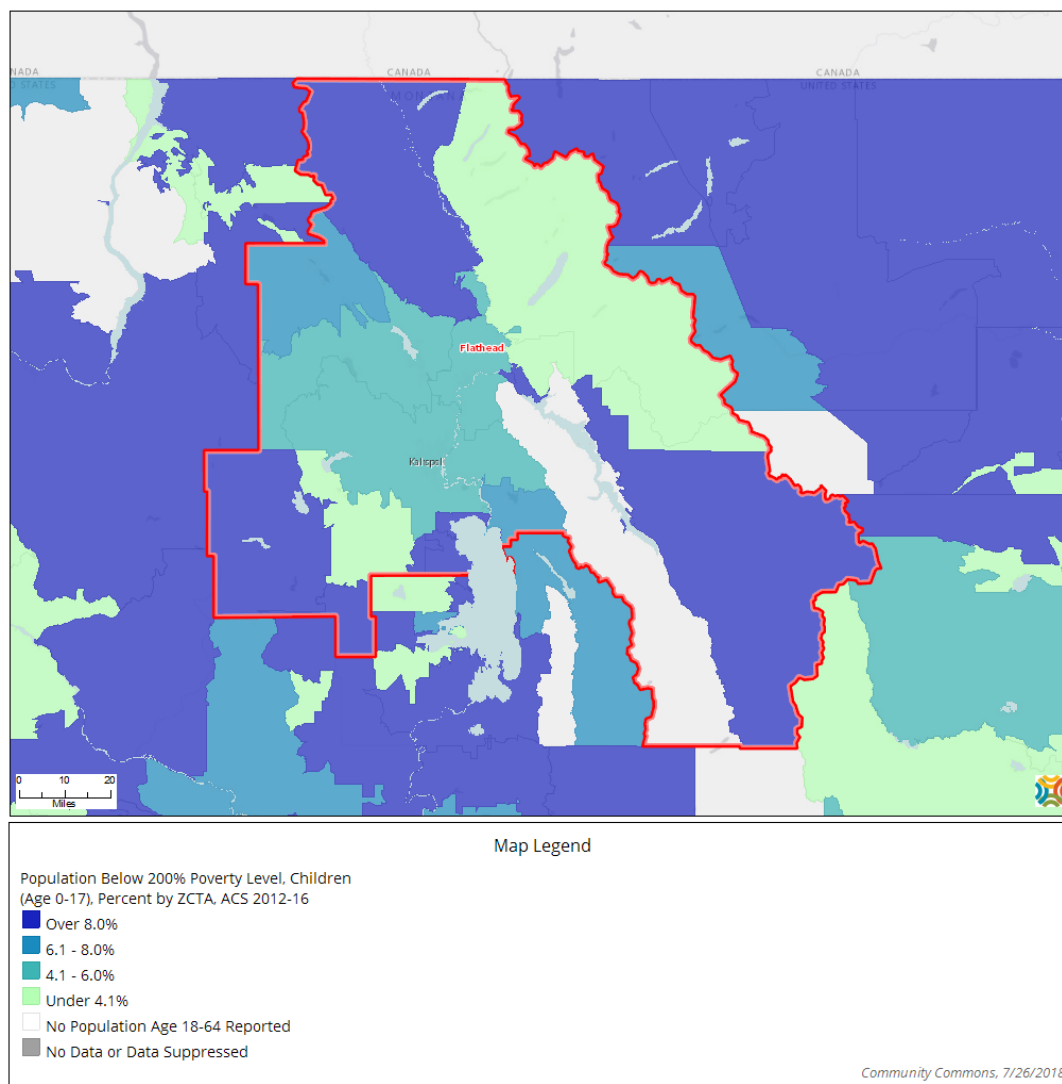 CANADA
CANADA
NADA
D STATES
MONTANA
UNITED STATES
Flathead
Kalispel
0 10 20
Miles
Map Legend
Population Below 200% Poverty Level, Children
(Age 0-17), Percent by ZCTA, ACS 2012-16
Over 8.0%
6.1 - 8.0%
4.1 - 6.0%
Under 4.1%
No Population Age 18-64 Reported
No Data or Data Suppressed
Community Commons, 7/26/2018